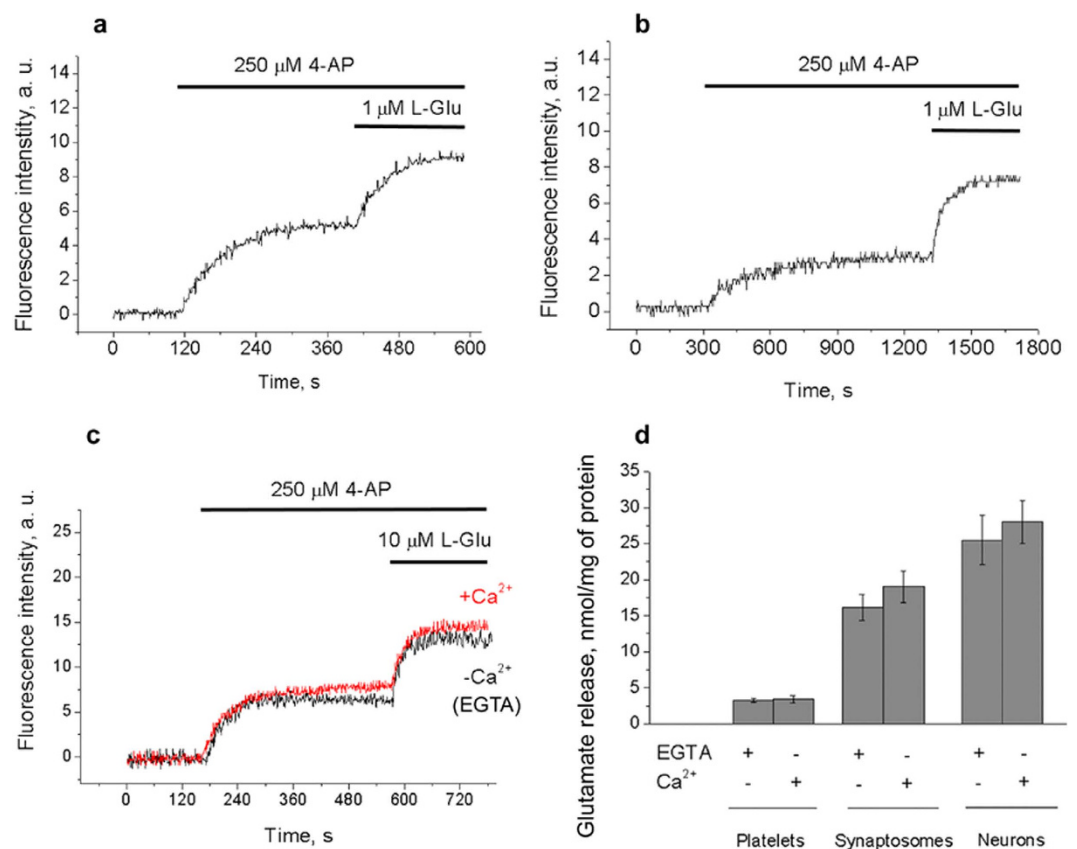 a
250 μM 4-AP
1 μM L-Glu
Fluorescence intenstity, a. u.
14
12
10
8
6
4
2
0
0 120 240 360 480 600
Time, s
b
250 μM 4-AP
1 μM L-Glu
Fluorescence intensity, a. u.
14
12
10
8
6
4
2
0
0 300 600 900 1200 1500 1800
Time, s
c
250 μM 4-AP
10 μM L-Glu
+Ca²⁺
-Ca²⁺
(EGTA)
Fluorescence intensity, a. u.
25
20
15
10
5
0
0 120 240 360 480 600 720
Time, s
d
Glutamate release, nmol/mg of protein
35
30
25
20
15
10
5
0
EGTA + - + - + -
Ca²⁺ - + - + - +
Platelets Synaptosomes Neurons